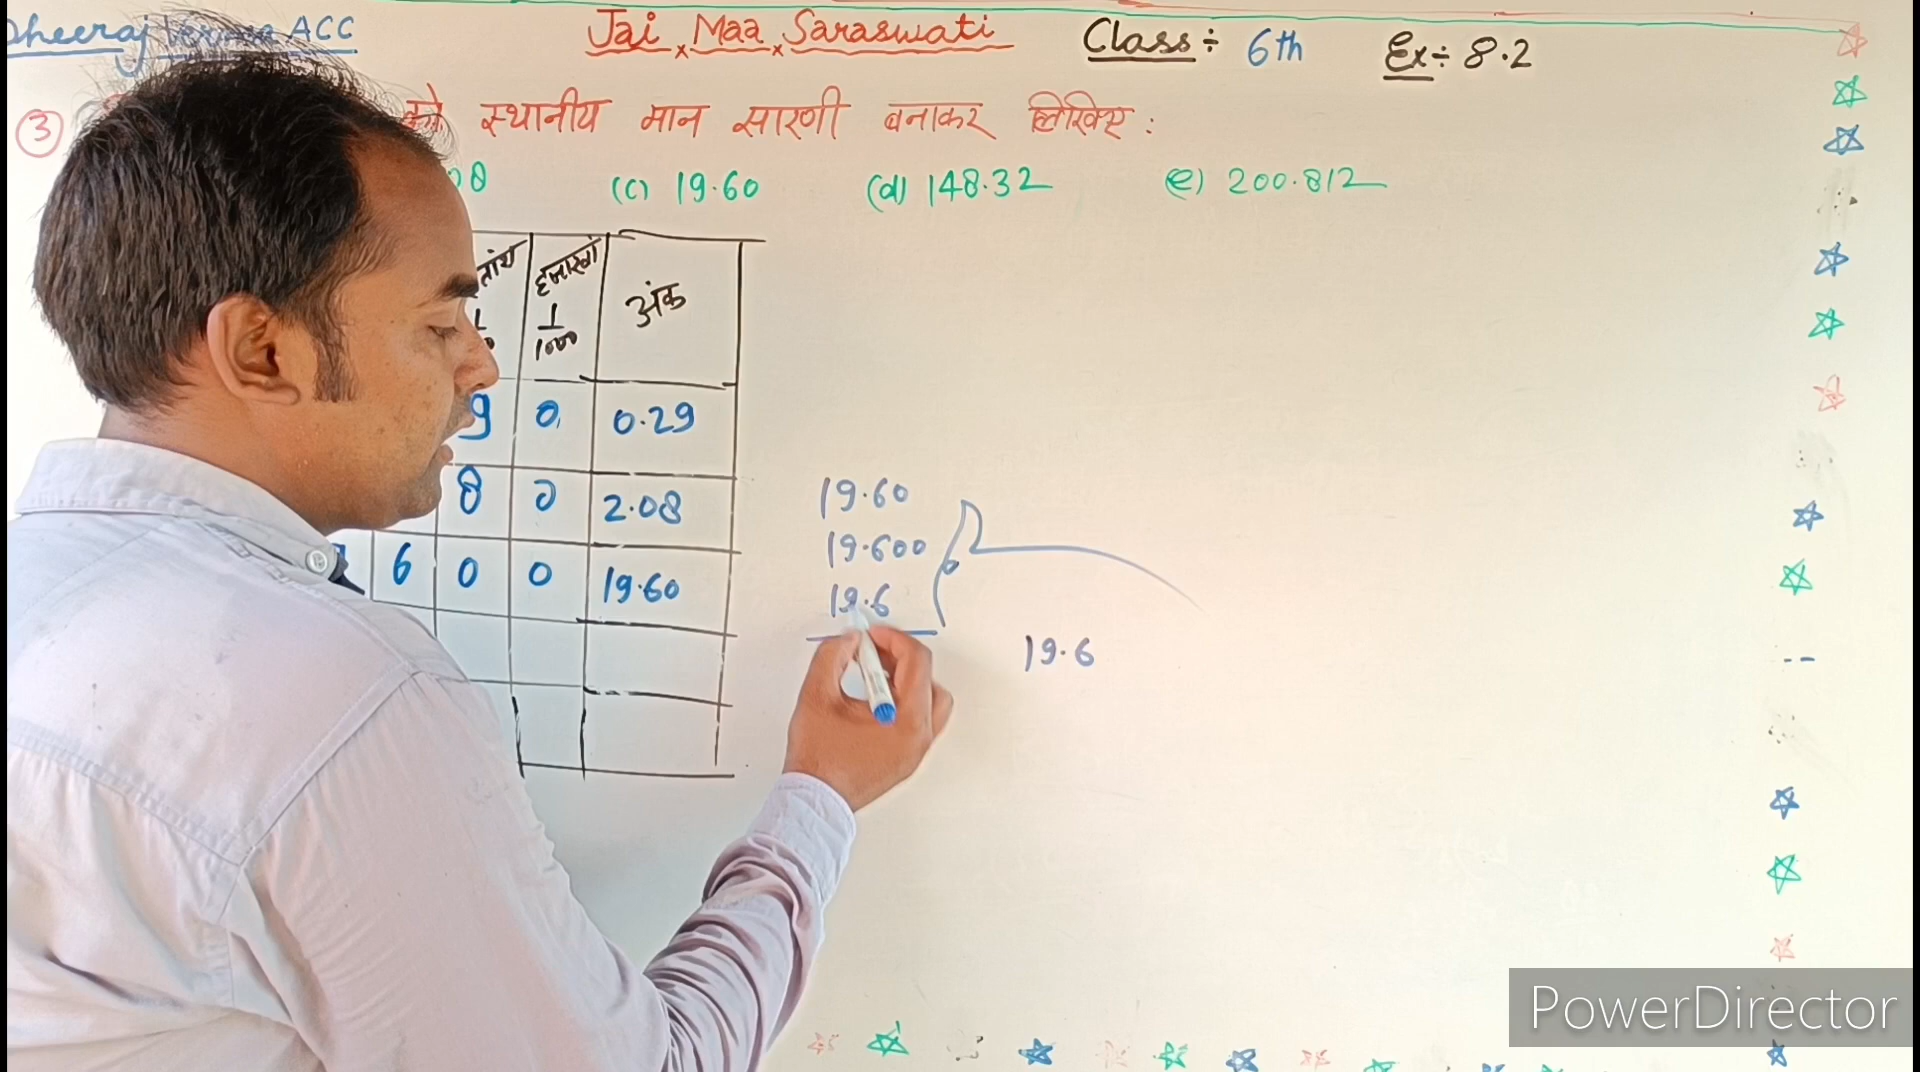 Dheeraj Verma ACC Jai Maa Saraswati Class ÷ 6th Ex ÷ 8.2
3 को स्थानीय मान सारणी बनाकर लिखिए :
08 (c) 19.60 (d) 148.32 (e) 200.812
1/1000 अंक
9 0 0.29
8 0 2.08
6 0 0 19.60
19.60
19.600
19.6
19.6
PowerDirector